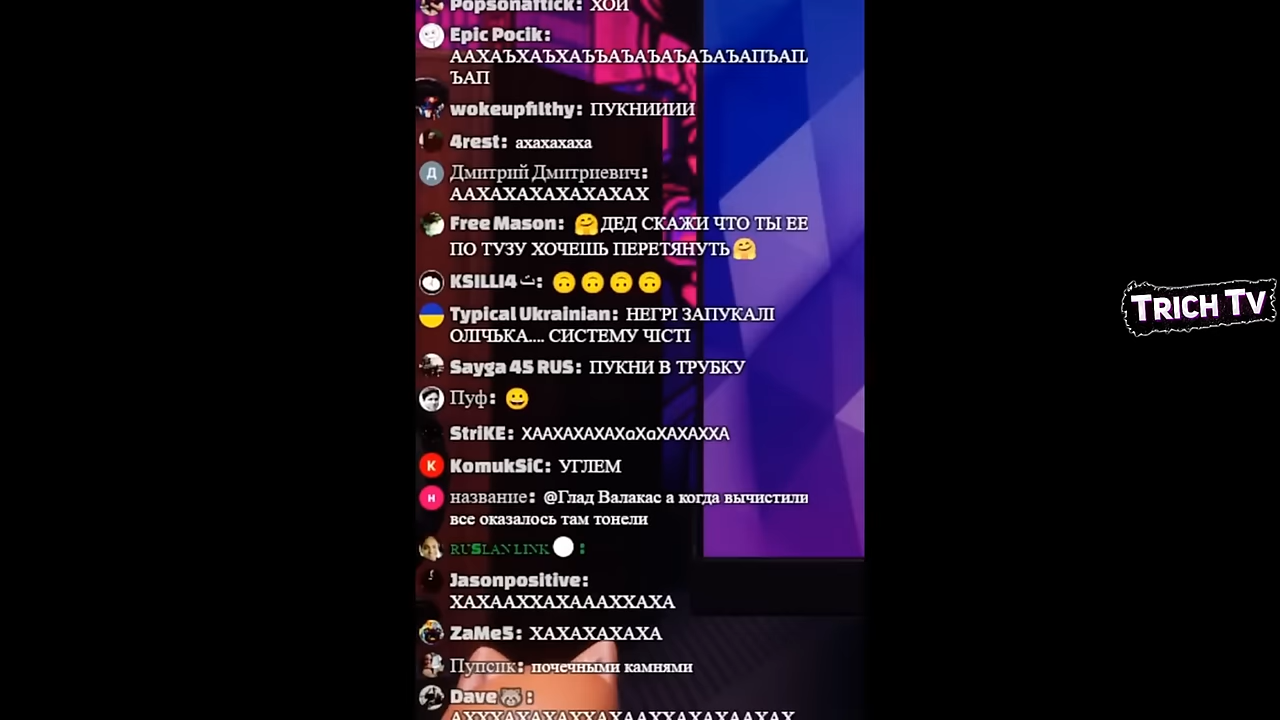 Popsonaftick: ХОЙ
Epic Pocik:
ААХАЪХАЪХАЪЪАЪАЪАЪАЪАЪАПЪАП
ЪАП
wokeupfilthy: ПУКНИИИИ
4rest: ахахахаха
Дмитрий Дмитриевич:
ААХАХАХАХАХАХАХ
Free Mason: 🤗ДЕД СКАЖИ ЧТО ТЫ ЕЕ
ПО ТУЗУ ХОЧЕШЬ ПЕРЕТЯНУТЬ🤗
KSILLI4ت: 🙃🙃🙃🙃
Typical Ukrainian: НЕГРІ ЗАПУКАЛІ
ОЛІЧЬКА.... СИСТЕМУ ЧІСТІ
Sayga 45 RUS: ПУКНИ В ТРУБКУ
Пуф: 😀
StriKE: ХААХАХАХАХаХаХАХАХХА
KomukSiC: УГЛЕМ
название: @Глад Валакас а когда вычистили
все оказалось там тонели
RUSLAN LINK⚪:
Jasonpositive:
ХАХААХХАХАААХХАХА
ZaMe5: ХАХАХАХАХА
Пупсик: почечными камнями
Dave🦝:
TRICH TV